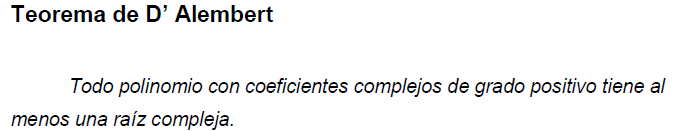 Teorema de D’ Alembert
Todo polinomio con coeficientes complejos de grado positivo tiene al
menos una raíz compleja.